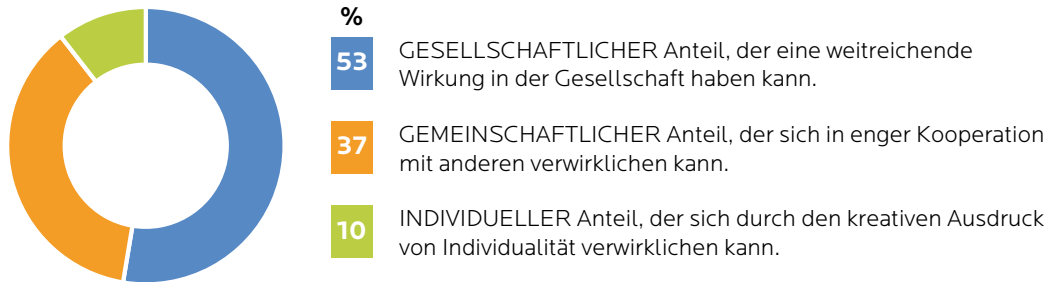 %
53
GESELLSCHAFTLICHER Anteil, der eine weitreichende
Wirkung in der Gesellschaft haben kann.
37
GEMEINSCHAFTLICHER Anteil, der sich in enger Kooperation
mit anderen verwirklichen kann.
10
INDIVIDUELLER Anteil, der sich durch den kreativen Ausdruck
von Individualität verwirklichen kann.